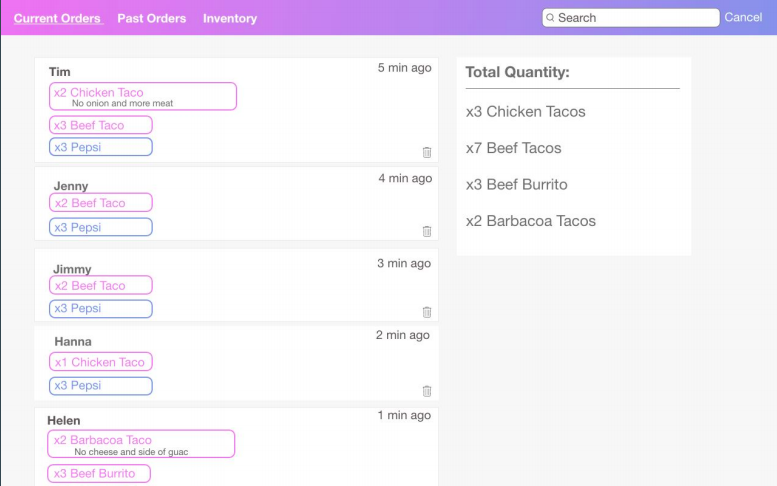 Current Orders Past Orders Inventory Search Cancel
Tim 5 min ago
x2 Chicken Taco
No onion and more meat
x3 Beef Taco
x3 Pepsi
Jenny 4 min ago
x2 Beef Taco
x3 Pepsi
Jimmy 3 min ago
x2 Beef Taco
x3 Pepsi
Hanna 2 min ago
x1 Chicken Taco
x3 Pepsi
Helen 1 min ago
x2 Barbacoa Taco
No cheese and side of guac
x3 Beef Burrito
Total Quantity:
x3 Chicken Tacos
x7 Beef Tacos
x3 Beef Burrito
x2 Barbacoa Tacos